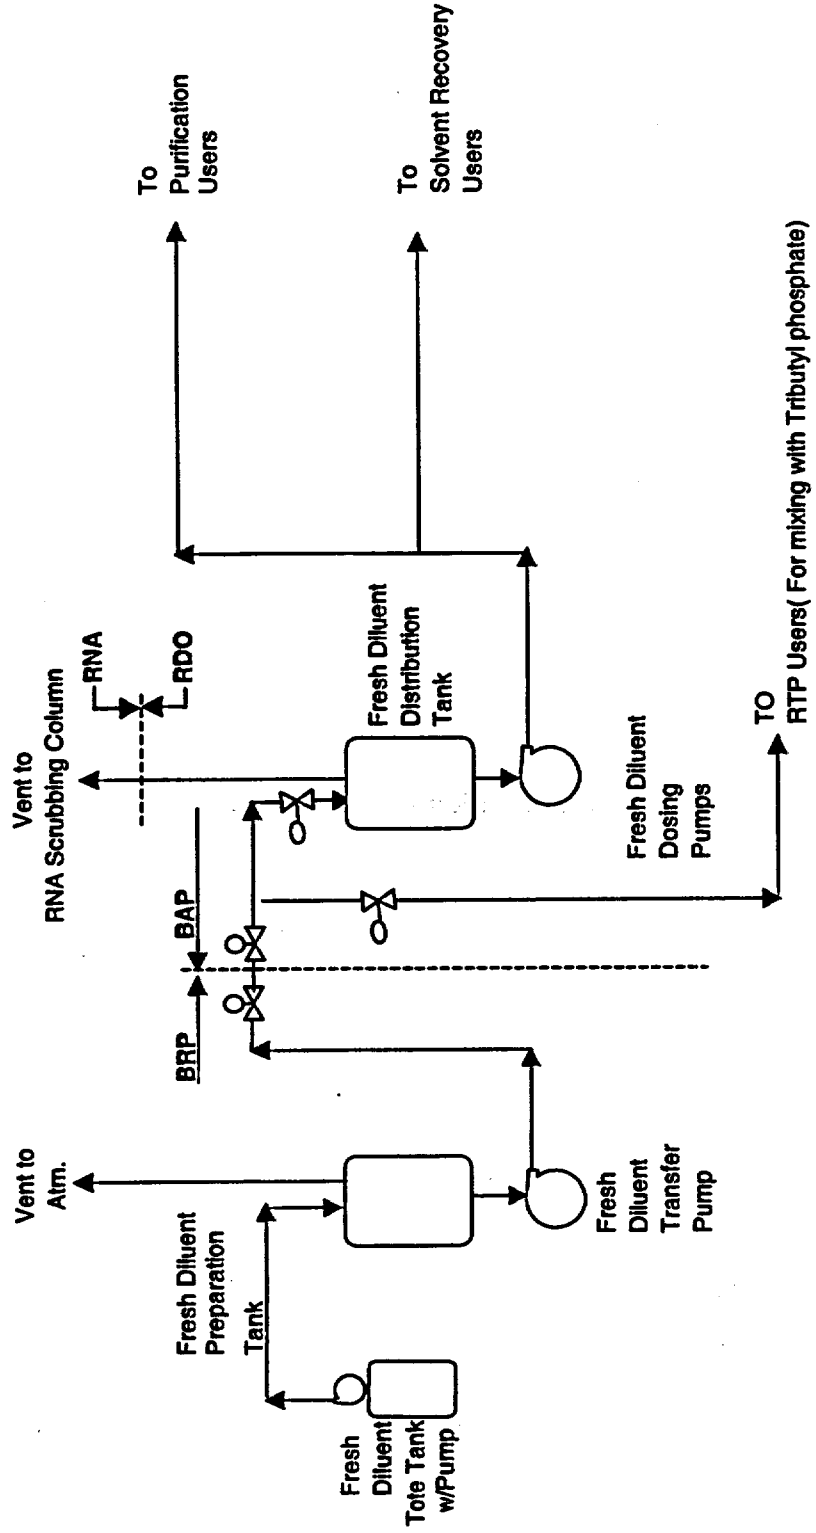 Vent to
Atm.
Fresh Diluent
Preparation
Tank
Fresh
Diluent
Tote Tank
w/Pump
Fresh
Diluent
Transfer
Pump
BRP
BAP
Vent to
RNA Scrubbing Column
RNA
RDO
Fresh Diluent
Distribution
Tank
Fresh Diluent
Dosing
Pumps
To
Purification
Users
To
Solvent Recovery
Users
TO
RTP Users( For mixing with Tributyl phosphate)